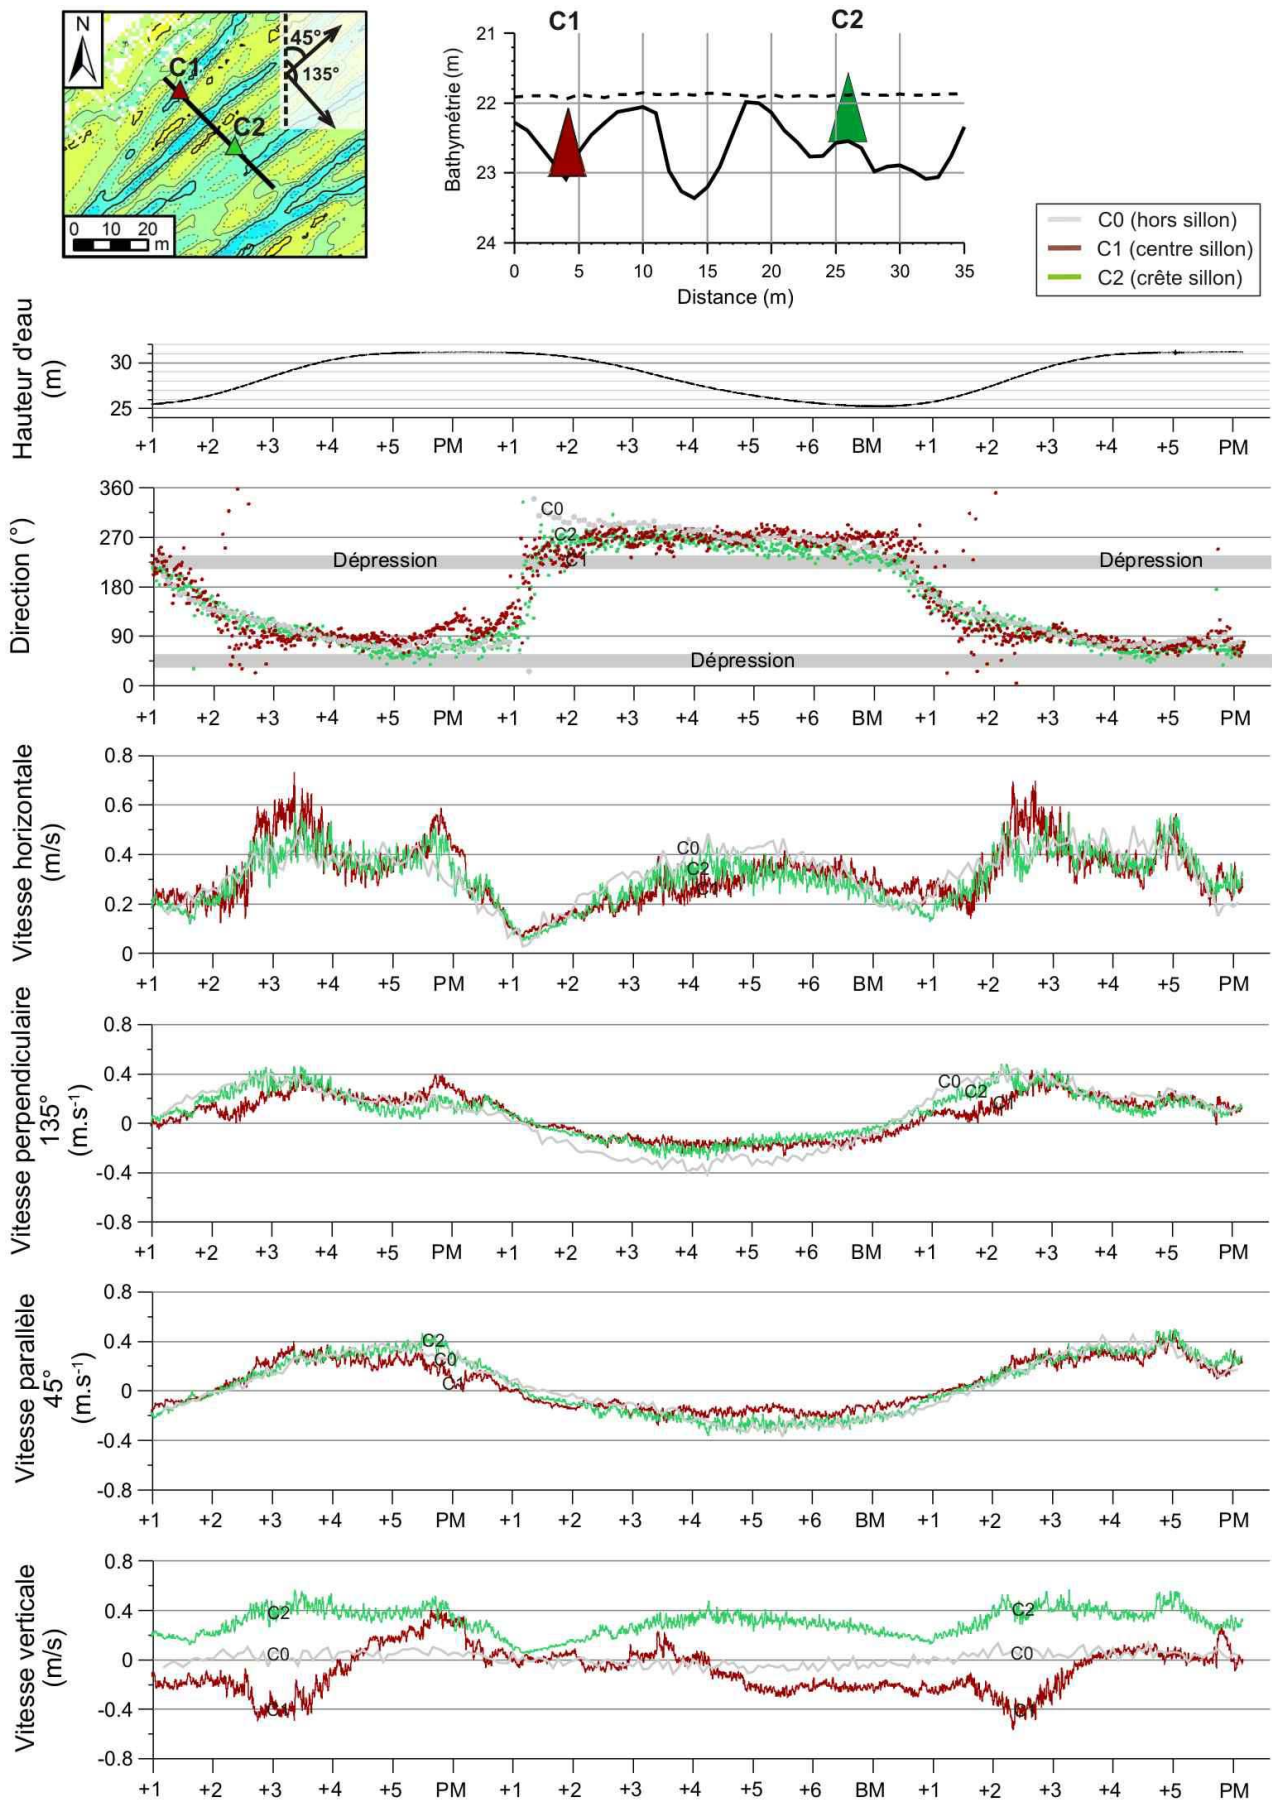 N
45°
135°
C1
C2
0 10 20
m
C1 C2
Bathymétrie (m)
21
22
23
24
0 5 10 15 20 25 30 35
Distance (m)
C0 (hors sillon)
C1 (centre sillon)
C2 (crête sillon)
Hauteur d'eau
(m)
30
25
+1 +2 +3 +4 +5 PM +1 +2 +3 +4 +5 +6 BM +1 +2 +3 +4 +5 PM
Direction (°)
360
270
180
90
0
C0
C2
C1
Dépression
Dépression
Dépression
+1 +2 +3 +4 +5 PM +1 +2 +3 +4 +5 +6 BM +1 +2 +3 +4 +5 PM
Vitesse horizontale
(m/s)
0.8
0.6
0.4
0.2
0
C0
C2
+1 +2 +3 +4 +5 PM +1 +2 +3 +4 +5 +6 BM +1 +2 +3 +4 +5 PM
Vitesse perpendiculaire
135°
(m.s⁻¹)
0.8
0.4
0
-0.4
-0.8
C0
C2
C1
+1 +2 +3 +4 +5 PM +1 +2 +3 +4 +5 +6 BM +1 +2 +3 +4 +5 PM
Vitesse parallèle
45°
(m.s⁻¹)
0.8
0.4
0
-0.4
-0.8
C2
C0
C1
+1 +2 +3 +4 +5 PM +1 +2 +3 +4 +5 +6 BM +1 +2 +3 +4 +5 PM
Vitesse verticale
(m/s)
0.8
0.4
0
-0.4
-0.8
C2 C2
C0 C0
C1 C1
+1 +2 +3 +4 +5 PM +1 +2 +3 +4 +5 +6 BM +1 +2 +3 +4 +5 PM